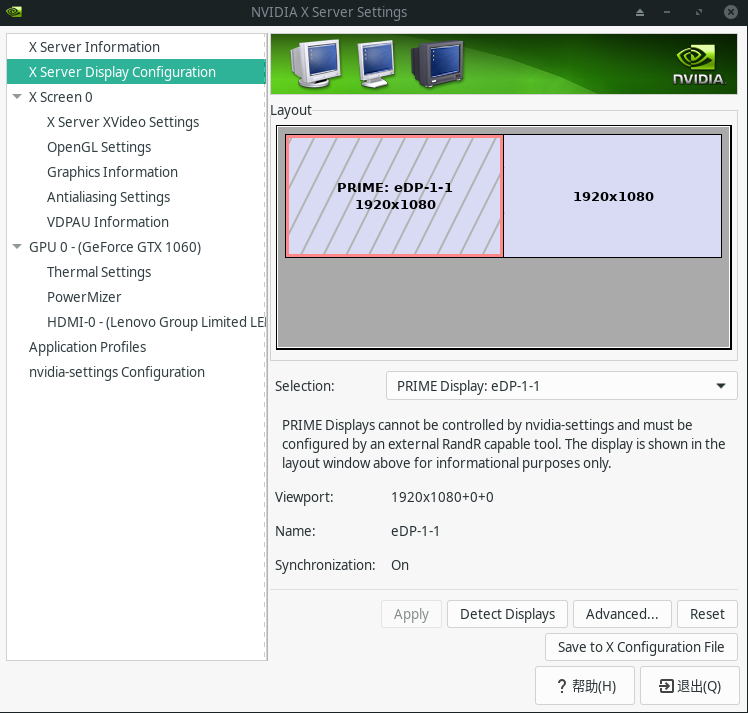 NVIDIA X Server Settings
X Server Information
X Server Display Configuration
X Screen 0
X Server XVideo Settings
OpenGL Settings
Graphics Information
Antialiasing Settings
VDPAU Information
GPU 0 - (GeForce GTX 1060)
Thermal Settings
PowerMizer
HDMI-0 - (Lenovo Group Limited LE
Application Profiles
nvidia-settings Configuration
NVIDIA
Layout
PRIME: eDP-1-1
1920x1080
1920x1080
Selection:
PRIME Display: eDP-1-1
PRIME Displays cannot be controlled by nvidia-settings and must be
configured by an external RandR capable tool. The display is shown in the
layout window above for informational purposes only.
Viewport: 1920x1080+0+0
Name: eDP-1-1
Synchronization: On
Apply
Detect Displays
Advanced...
Reset
Save to X Configuration File
帮助(H)
退出(Q)